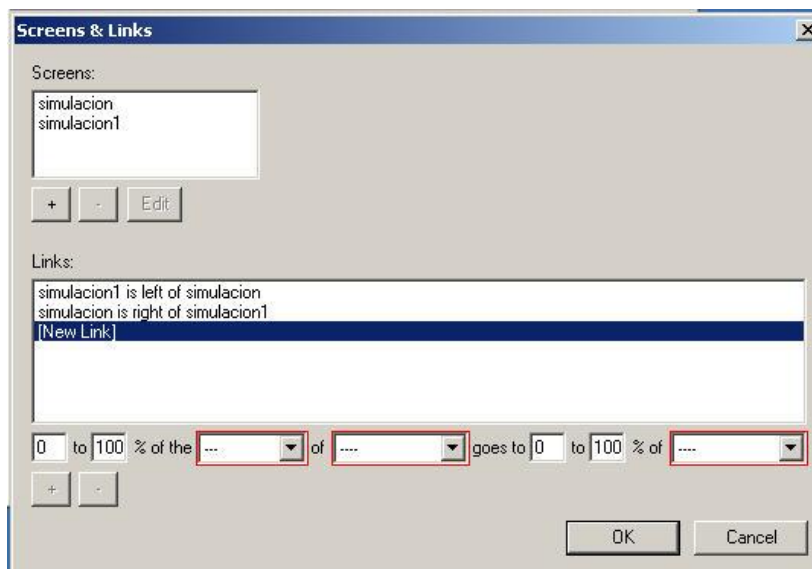 Screens & Links
Screens:
simulacion
simulacion1
+ - Edit
Links:
simulacion1 is left of simulacion
simulacion is right of simulacion1
[New Link]
0 to 100 % of the --- of ---- goes to 0 to 100 % of ----
+ -
OK Cancel